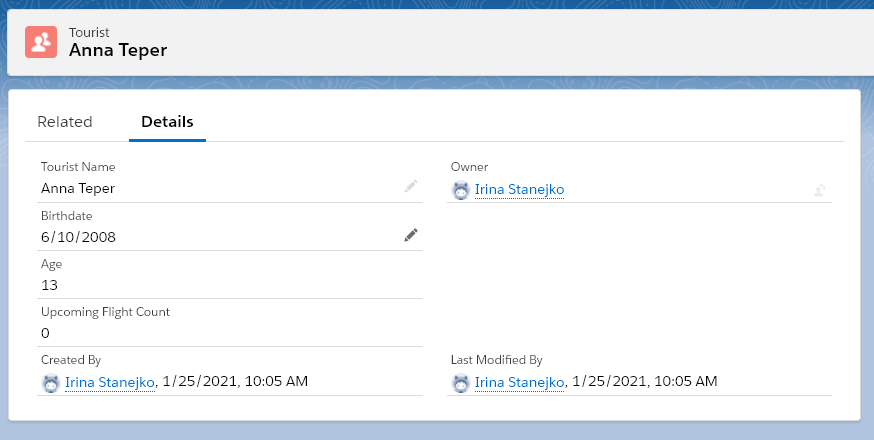 Tourist
Anna Teper
Related Details
Tourist Name
Anna Teper
Owner
Irina Stanejko
Birthdate
6/10/2008
Age
13
Upcoming Flight Count
0
Created By
Irina Stanejko, 1/25/2021, 10:05 AM
Last Modified By
Irina Stanejko, 1/25/2021, 10:05 AM